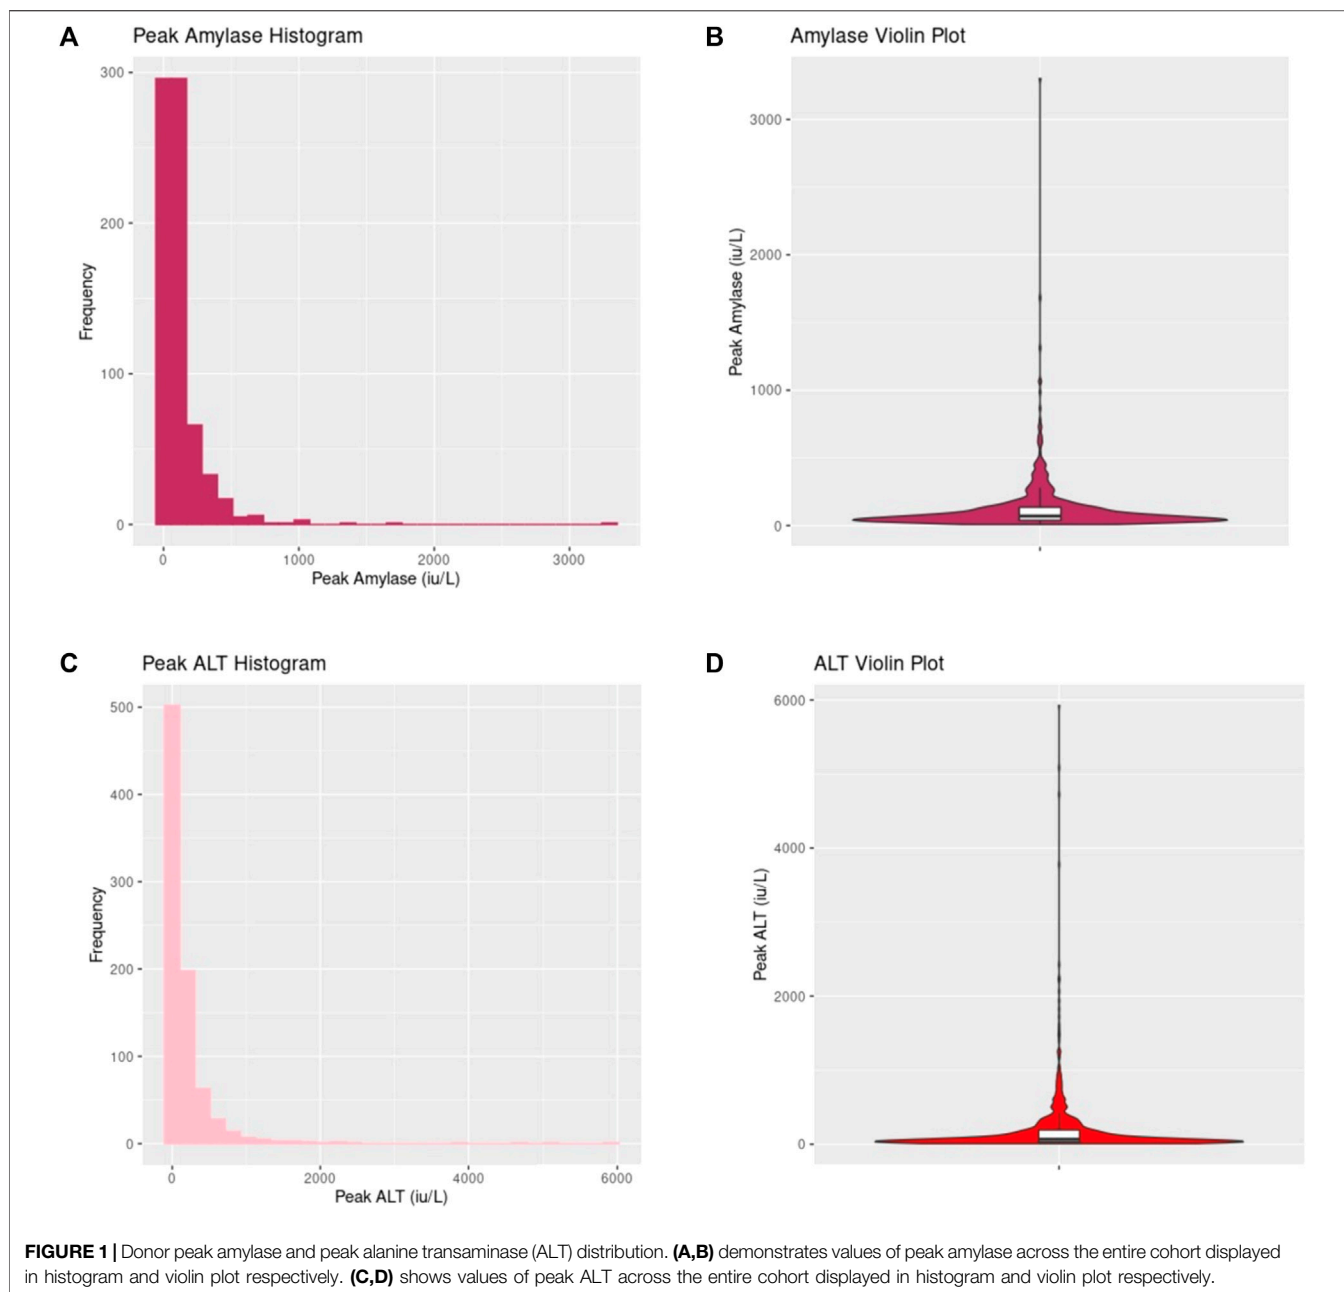 A Peak Amylase Histogram
300
200
100
0
Frequency
0 1000 2000 3000
Peak Amylase (iu/L)
B Amylase Violin Plot
3000
2000
1000
0
Peak Amylase (iu/L)
C Peak ALT Histogram
500
400
300
200
100
0
Frequency
0 2000 4000 6000
Peak ALT (iu/L)
D ALT Violin Plot
6000
4000
2000
0
Peak ALT (iu/L)
FIGURE 1 | Donor peak amylase and peak alanine transaminase (ALT) distribution. (A,B) demonstrates values of peak amylase across the entire cohort displayed
in histogram and violin plot respectively. (C,D) shows values of peak ALT across the entire cohort displayed in histogram and violin plot respectively.